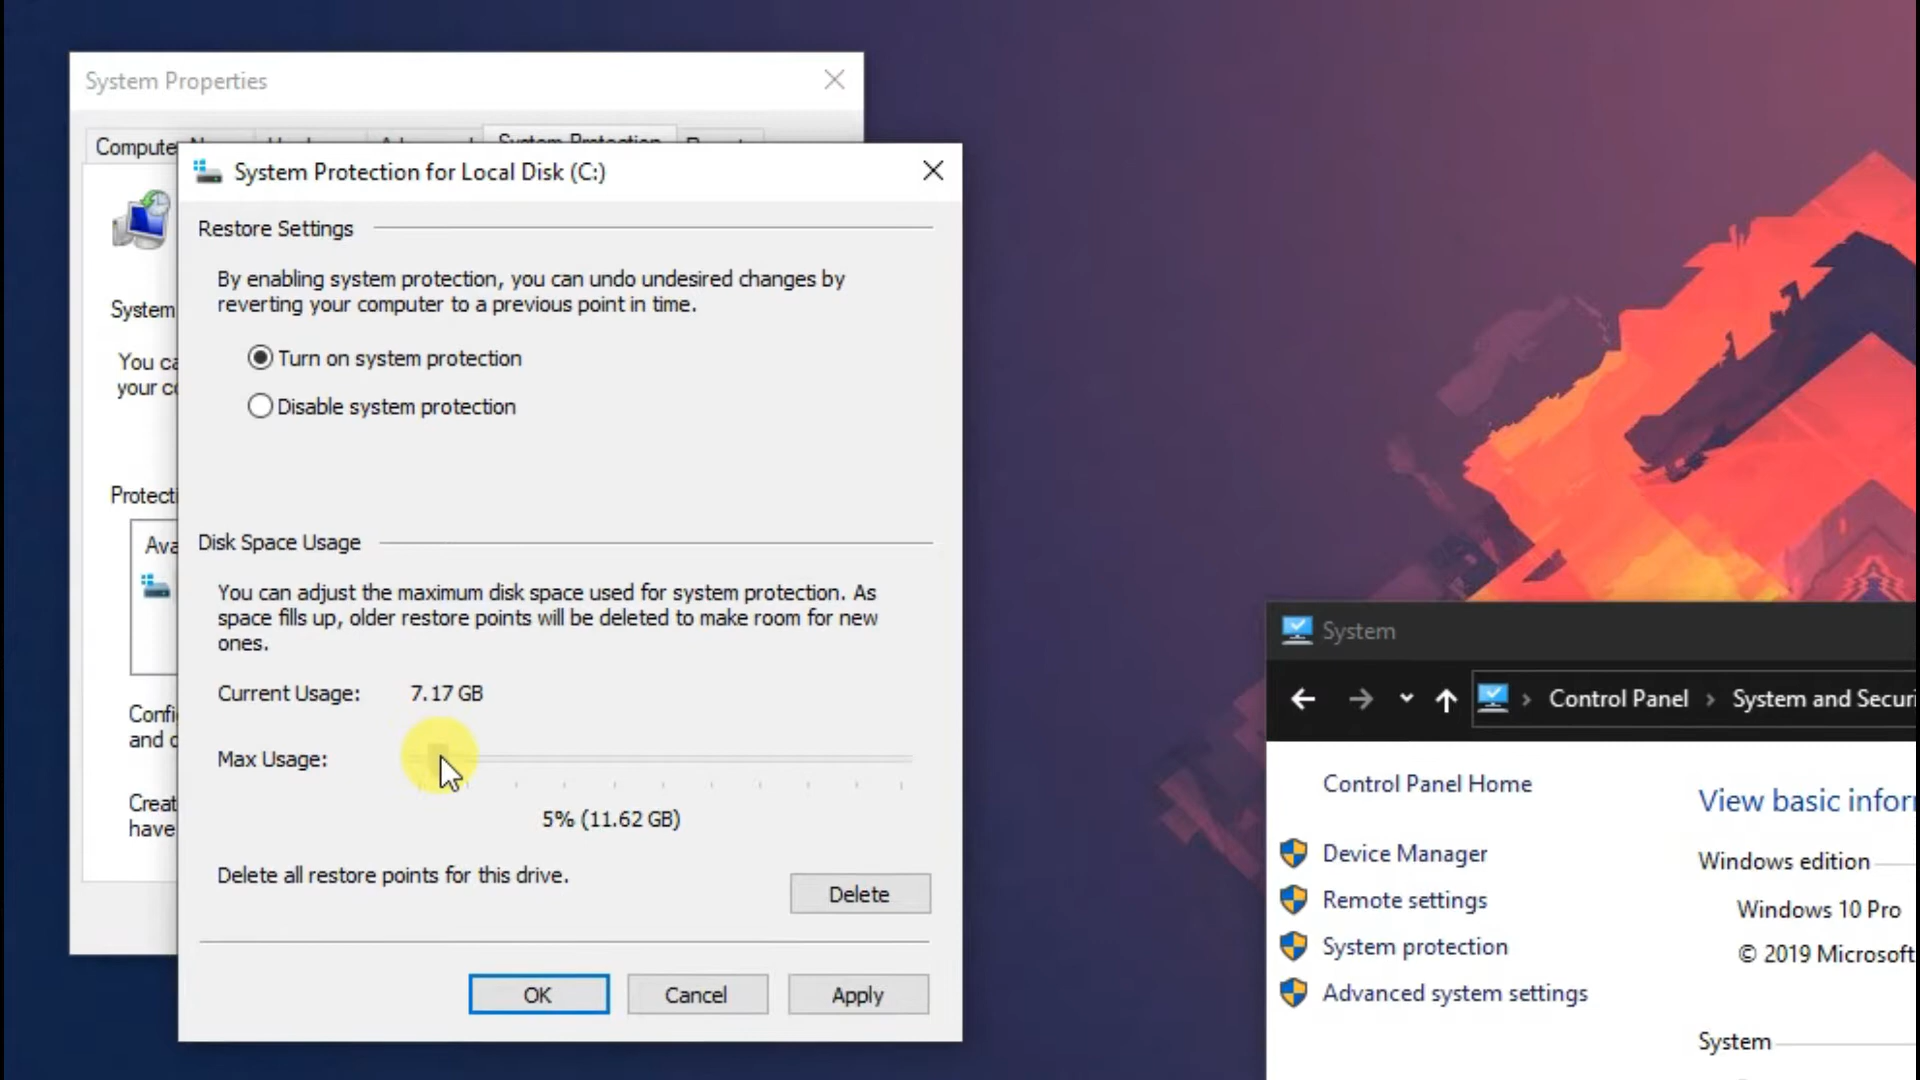 System Properties
Compute
System Protection
System Protection for Local Disk (C:)
Restore Settings
By enabling system protection, you can undo undesired changes by
reverting your computer to a previous point in time.
Turn on system protection
Disable system protection
System
You ca
your co
Protecti
Ava
Confi
and c
Creat
have
Disk Space Usage
You can adjust the maximum disk space used for system protection. As
space fills up, older restore points will be deleted to make room for new
ones.
Current Usage: 7.17 GB
Max Usage:
5% (11.62 GB)
Delete all restore points for this drive.
Delete
OK Cancel Apply
System
Control Panel System and Securi
Control Panel Home
Device Manager
Remote settings
System protection
Advanced system settings
View basic infor
Windows edition
Windows 10 Pro
© 2019 Microsoft
System